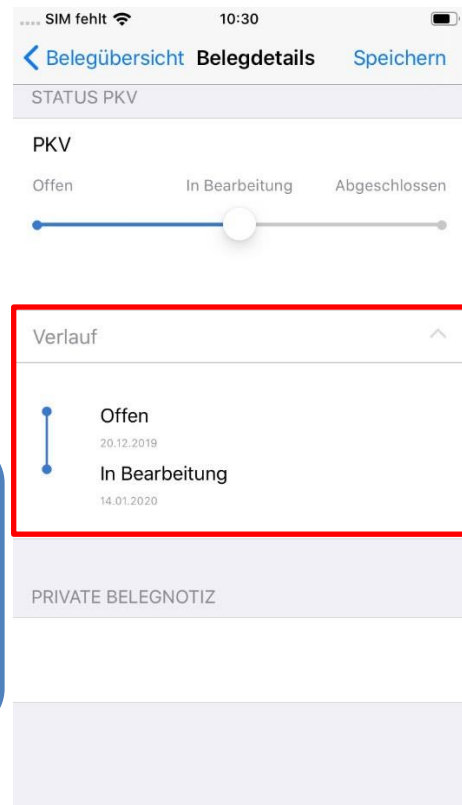 SIM fehlt 10:30
Belegübersicht Belegdetails Speichern
STATUS PKV
PKV
Offen In Bearbeitung Abgeschlossen
Verlauf
Offen
20.12.2019
In Bearbeitung
14.01.2020
PRIVATE BELEGNOTIZ